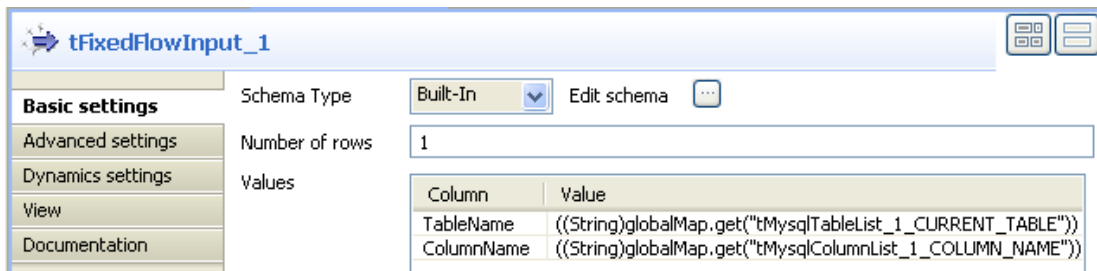 tFixedFlowInput_1
Basic settings
Advanced settings
Dynamics settings
View
Documentation
Schema Type Built-In Edit schema ...
Number of rows 1
Values
Column Value
TableName ((String)globalMap.get("tMysqlTableList_1_CURRENT_TABLE"))
ColumnName ((String)globalMap.get("tMysqlColumnList_1_COLUMN_NAME"))